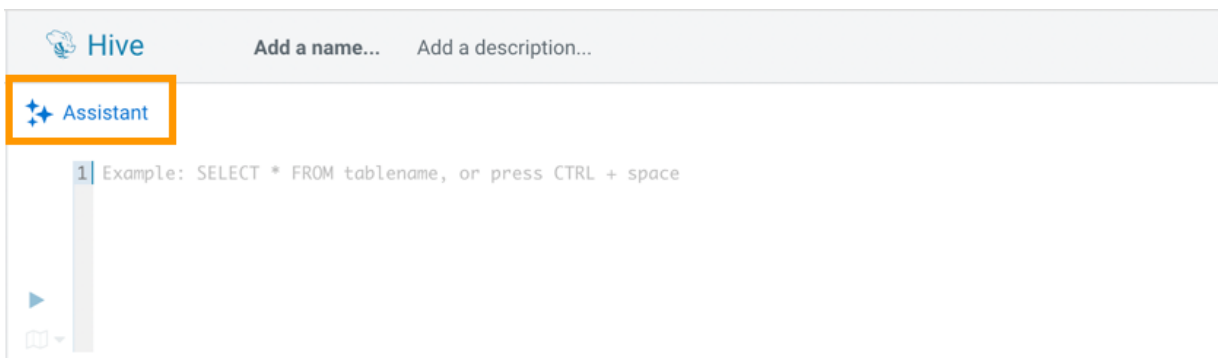 Hive Add a name... Add a description...
Assistant
1 Example: SELECT * FROM tablename, or press CTRL + space